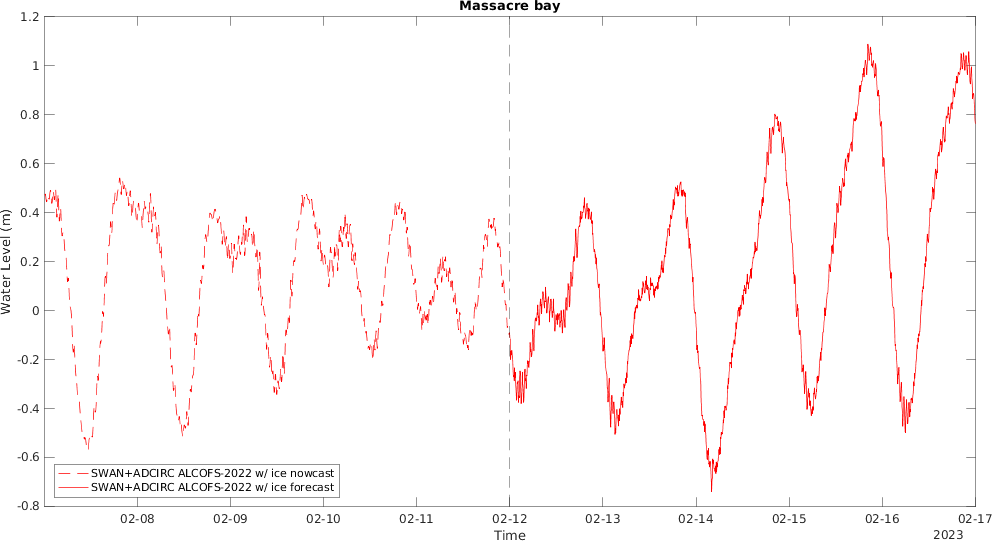 Massacre bay
1.2
1
0.8
0.6
0.4
0.2
0
-0.2
-0.4
-0.6
-0.8
Water Level (m)
SWAN+ADCIRC ALCOFS-2022 w/ ice nowcast
SWAN+ADCIRC ALCOFS-2022 w/ ice forecast
02-08 02-09 02-10 02-11 02-12 02-13 02-14 02-15 02-16 02-17
Time
2023